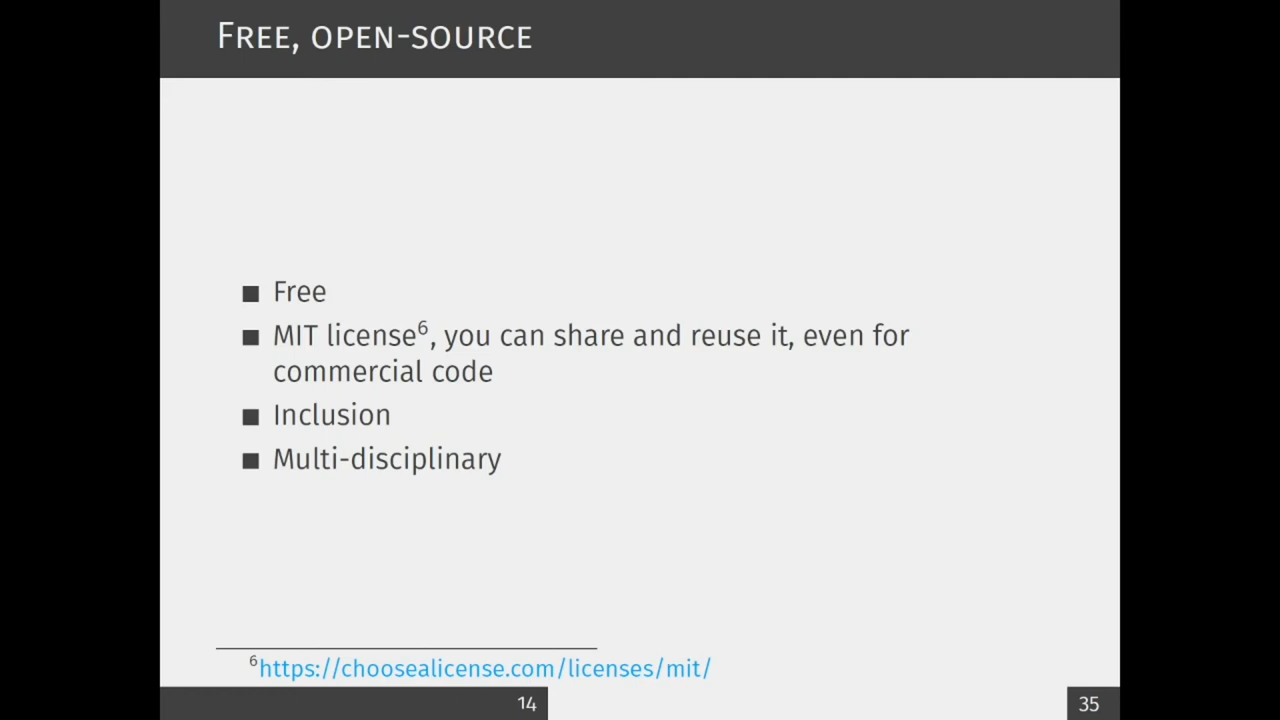 Free, open-source
■ Free
■ MIT license⁶, you can share and reuse it, even for
commercial code
■ Inclusion
■ Multi-disciplinary
⁶https://choosealicense.com/licenses/mit/
14
35